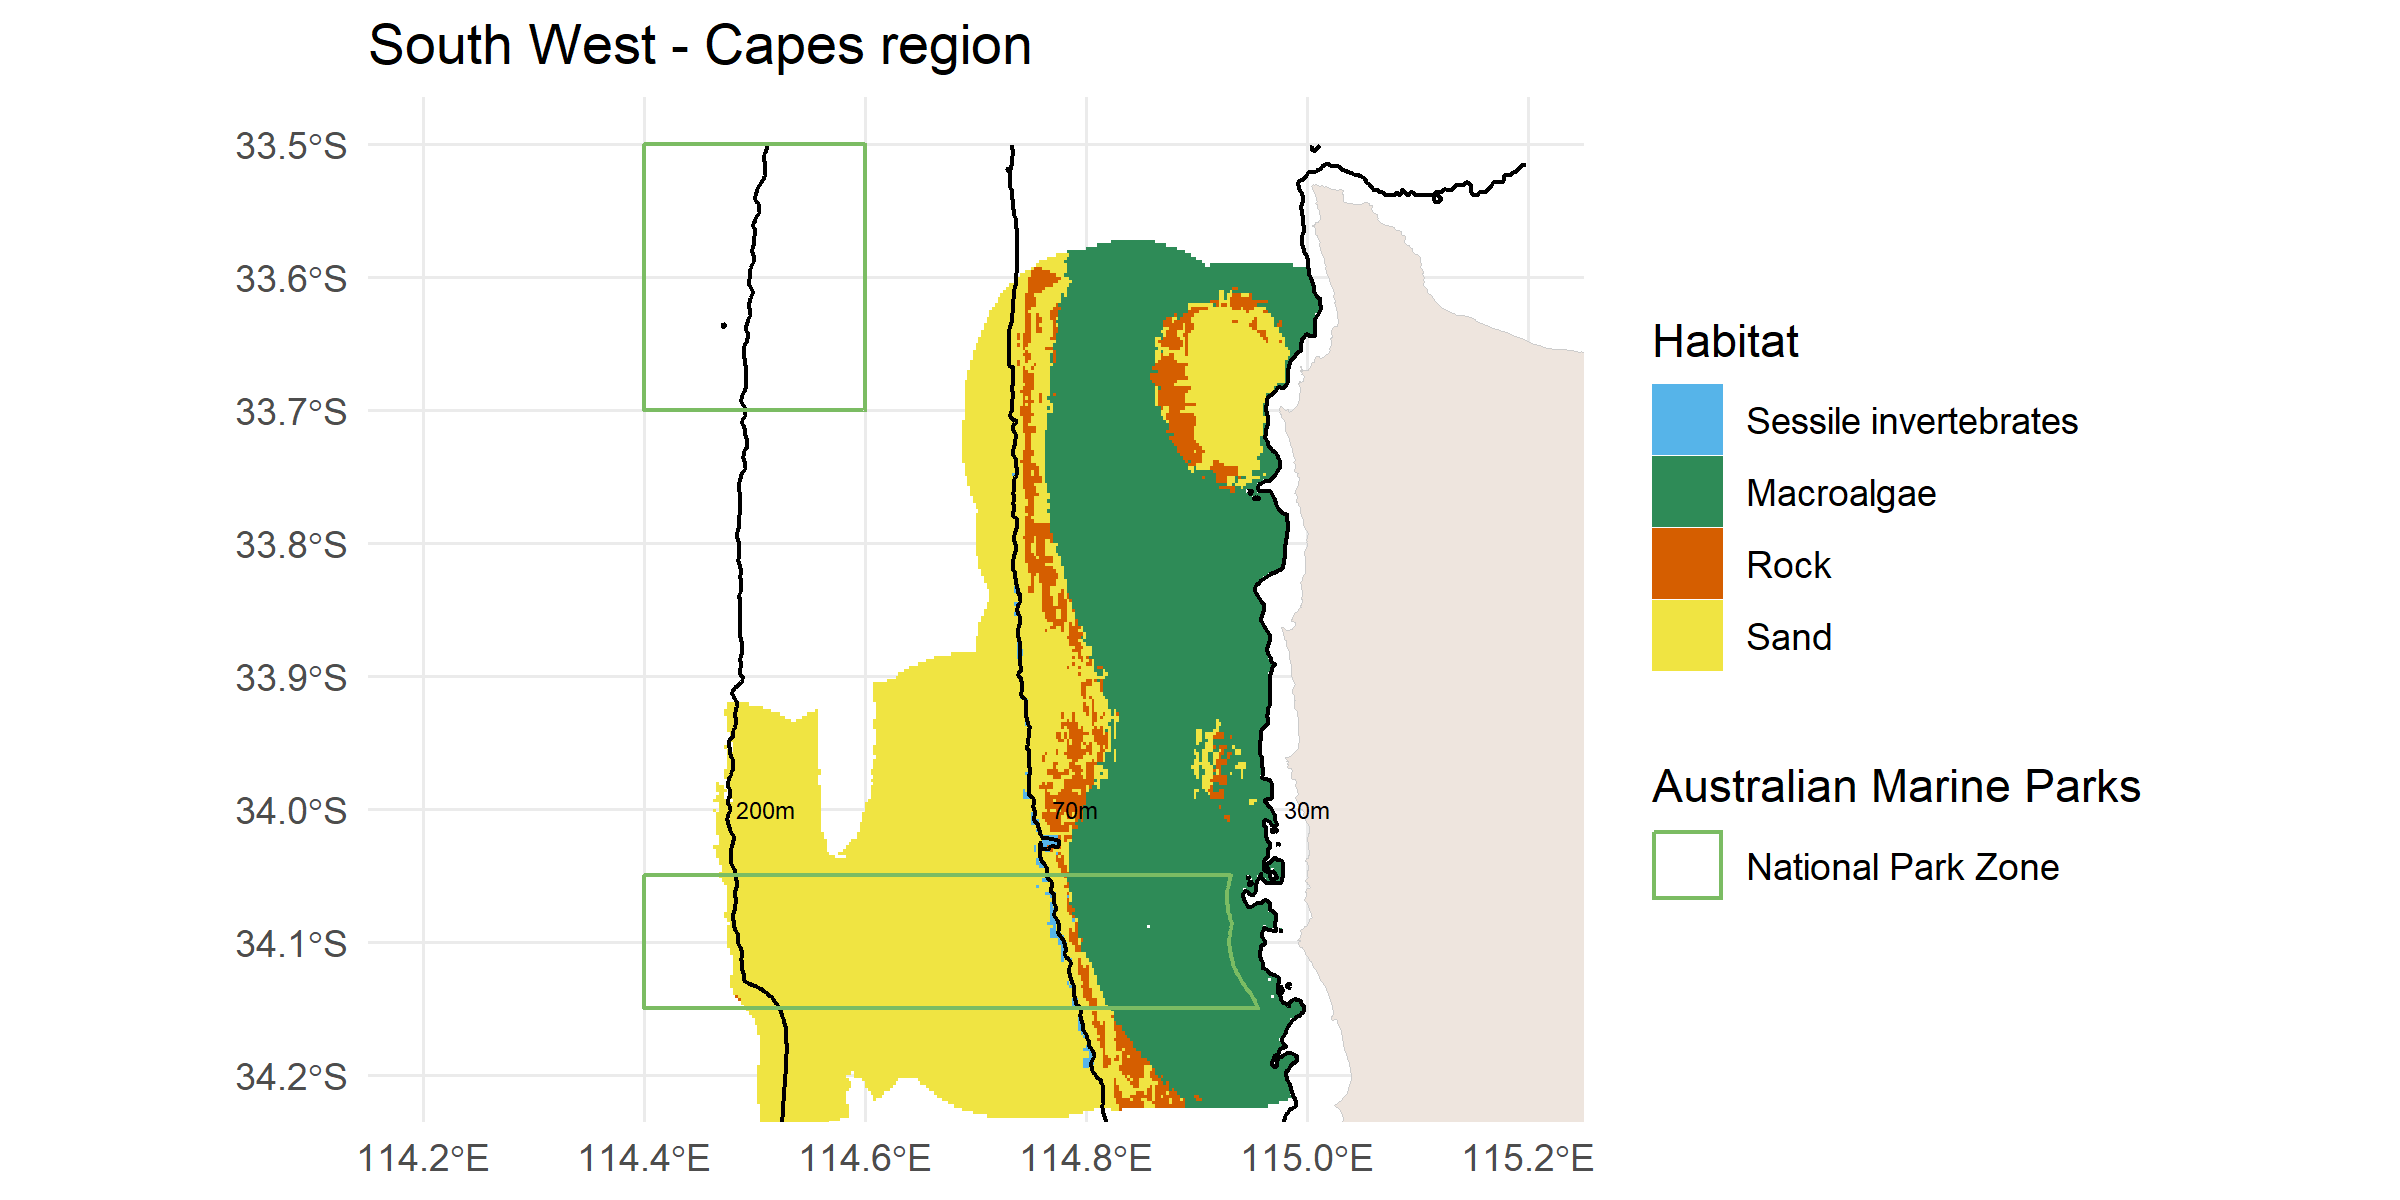 South West - Capes region
33.5°S
33.6°S
33.7°S
33.8°S
33.9°S
34.0°S
34.1°S
34.2°S
200m
70m
30m
114.2°E
114.4°E
114.6°E
114.8°E
115.0°E
115.2°E
Habitat
Sessile invertebrates
Macroalgae
Rock
Sand
Australian Marine Parks
National Park Zone